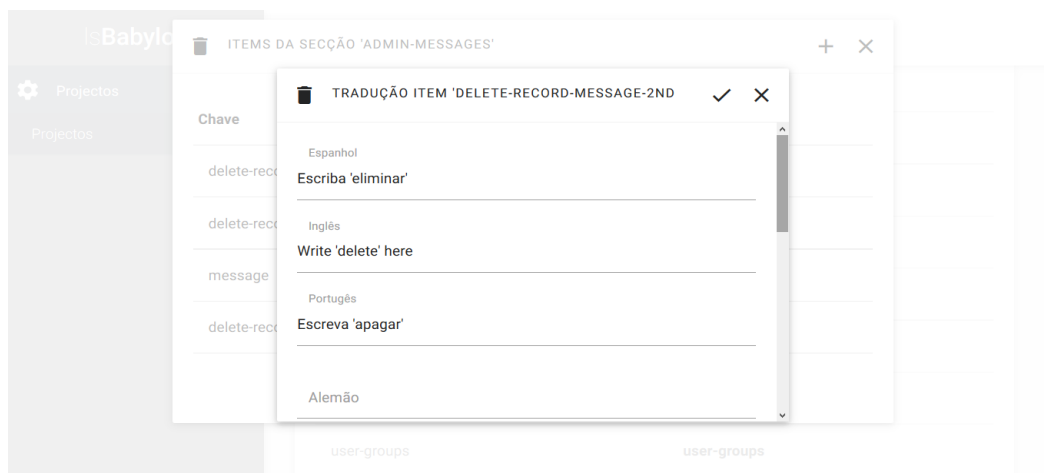 IsBabylo
ITEMS DA SECÇÃO 'ADMIN-MESSAGES'
Projectos
Projectos
TRADUÇÃO ITEM 'DELETE-RECORD-MESSAGE-2ND
Chave
delete-reco
delete-reco
message
delete-reco
Espanhol
Escriba 'eliminar'
Inglês
Write 'delete' here
Portugês
Escreva 'apagar'
Alemão
user-groups user-groups